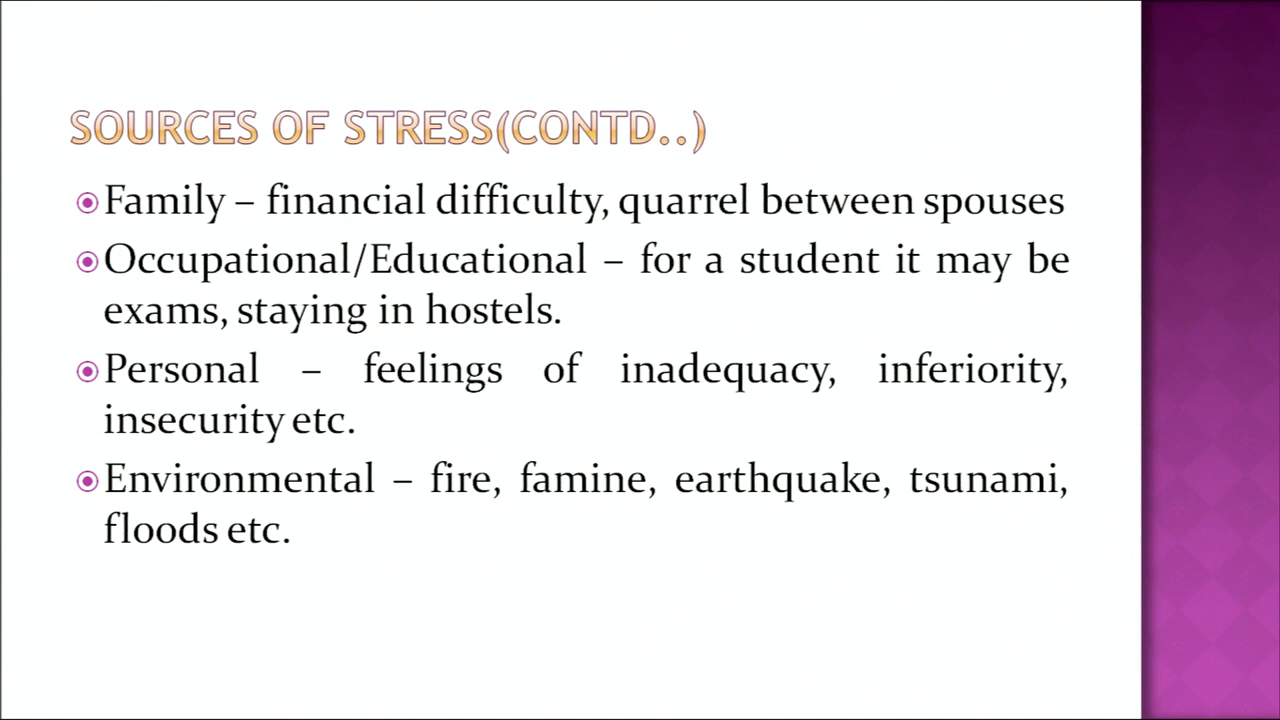 SOURCES OF STRESS(CONTD..)
Family – financial difficulty, quarrel between spouses
Occupational/Educational – for a student it may be
exams, staying in hostels.
Personal – feelings of inadequacy, inferiority,
insecurity etc.
Environmental – fire, famine, earthquake, tsunami,
floods etc.